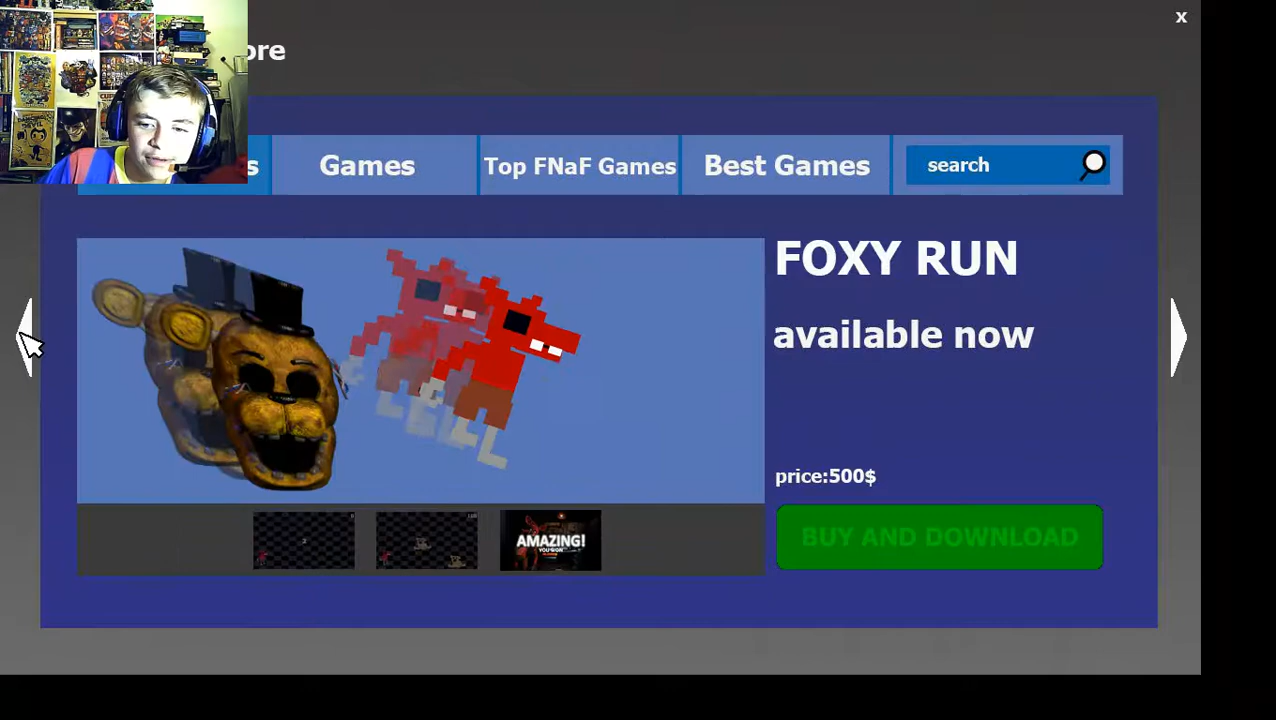 x
ore
s
Games
Top FNaF Games
Best Games
search
FOXY RUN
available now
price:500$
BUY AND DOWNLOAD
AMAZING!